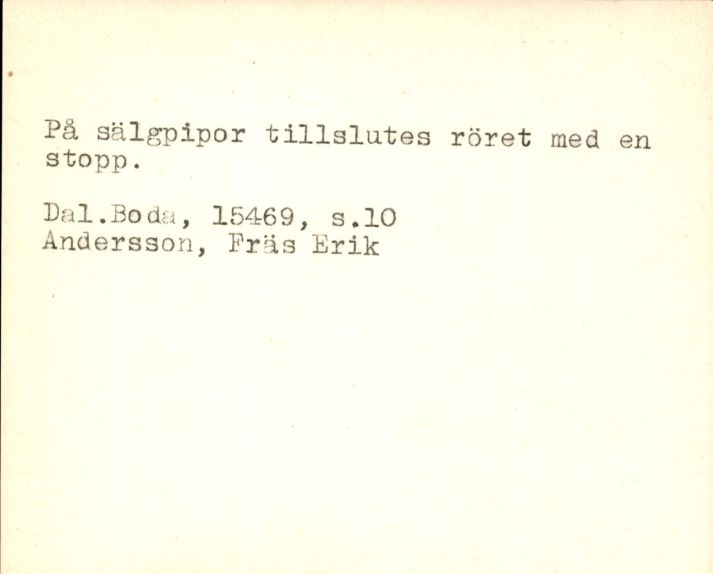 På sälgpipor tillslutes röret med en
stopp.
Dal.Boda, 15469, s.10
Andersson, Fräs Erik